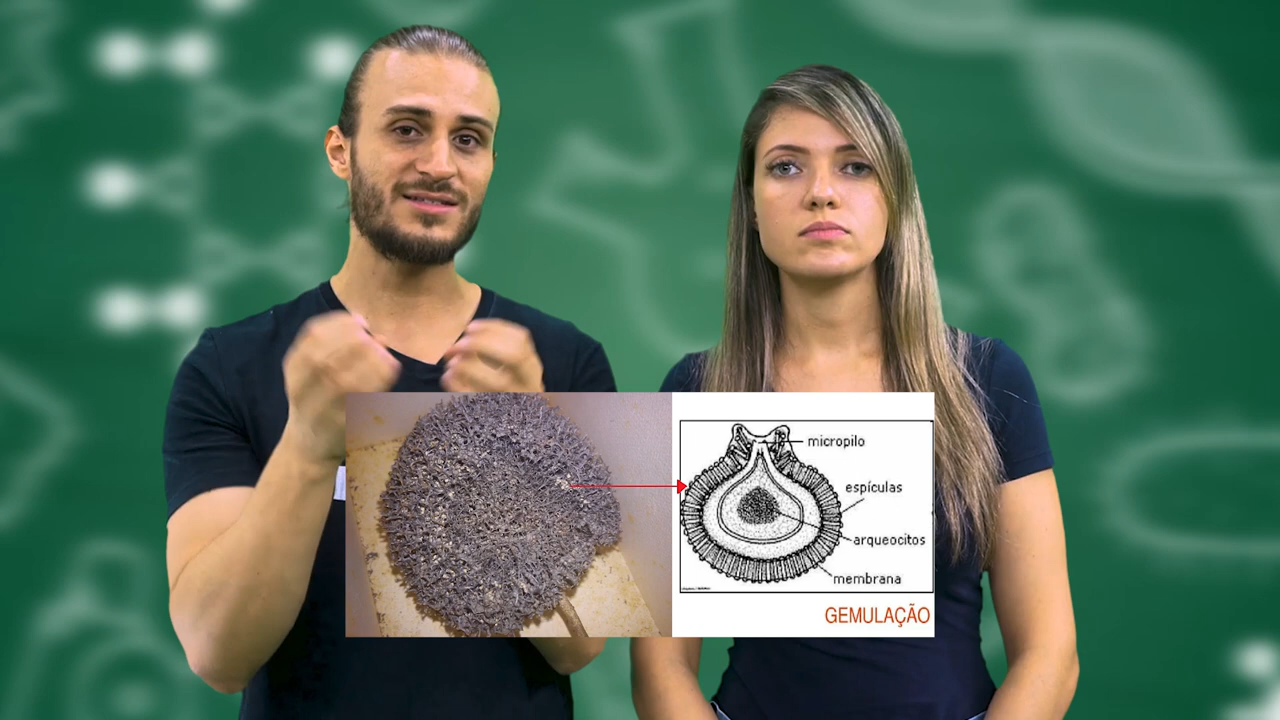 micropilo
espículas
arqueocitos
membrana
GEMULAÇÃO